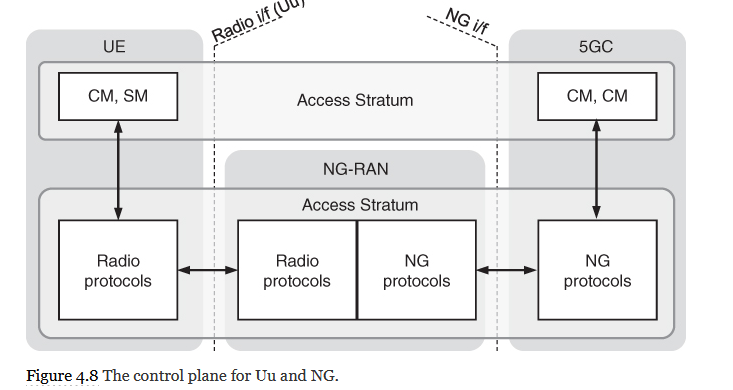 Radio i/f (Uu)
NG i/f
UE
5GC
CM, SM
Access Stratum
CM, CM
NG-RAN
Access Stratum
Radio
protocols
Radio
protocols
NG
protocols
NG
protocols
Figure 4.8 The control plane for Uu and NG.